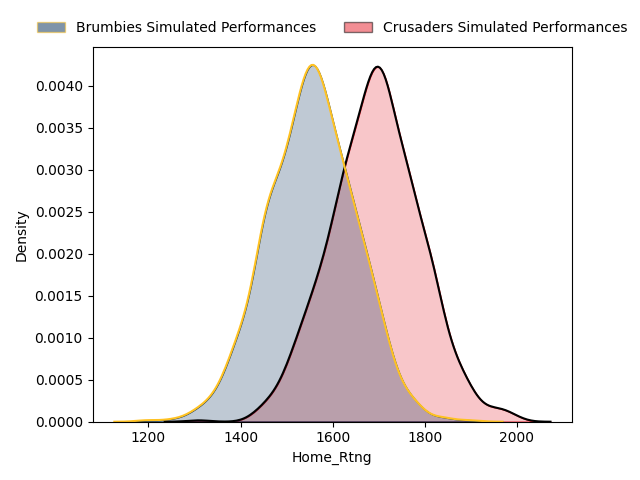 Brumbies Simulated Performances Crusaders Simulated Performances
0.0040
0.0035
0.0030
0.0025
0.0020
0.0015
0.0010
0.0005
0.0000
Density
1200 1400 1600 1800 2000
Home_Rtng